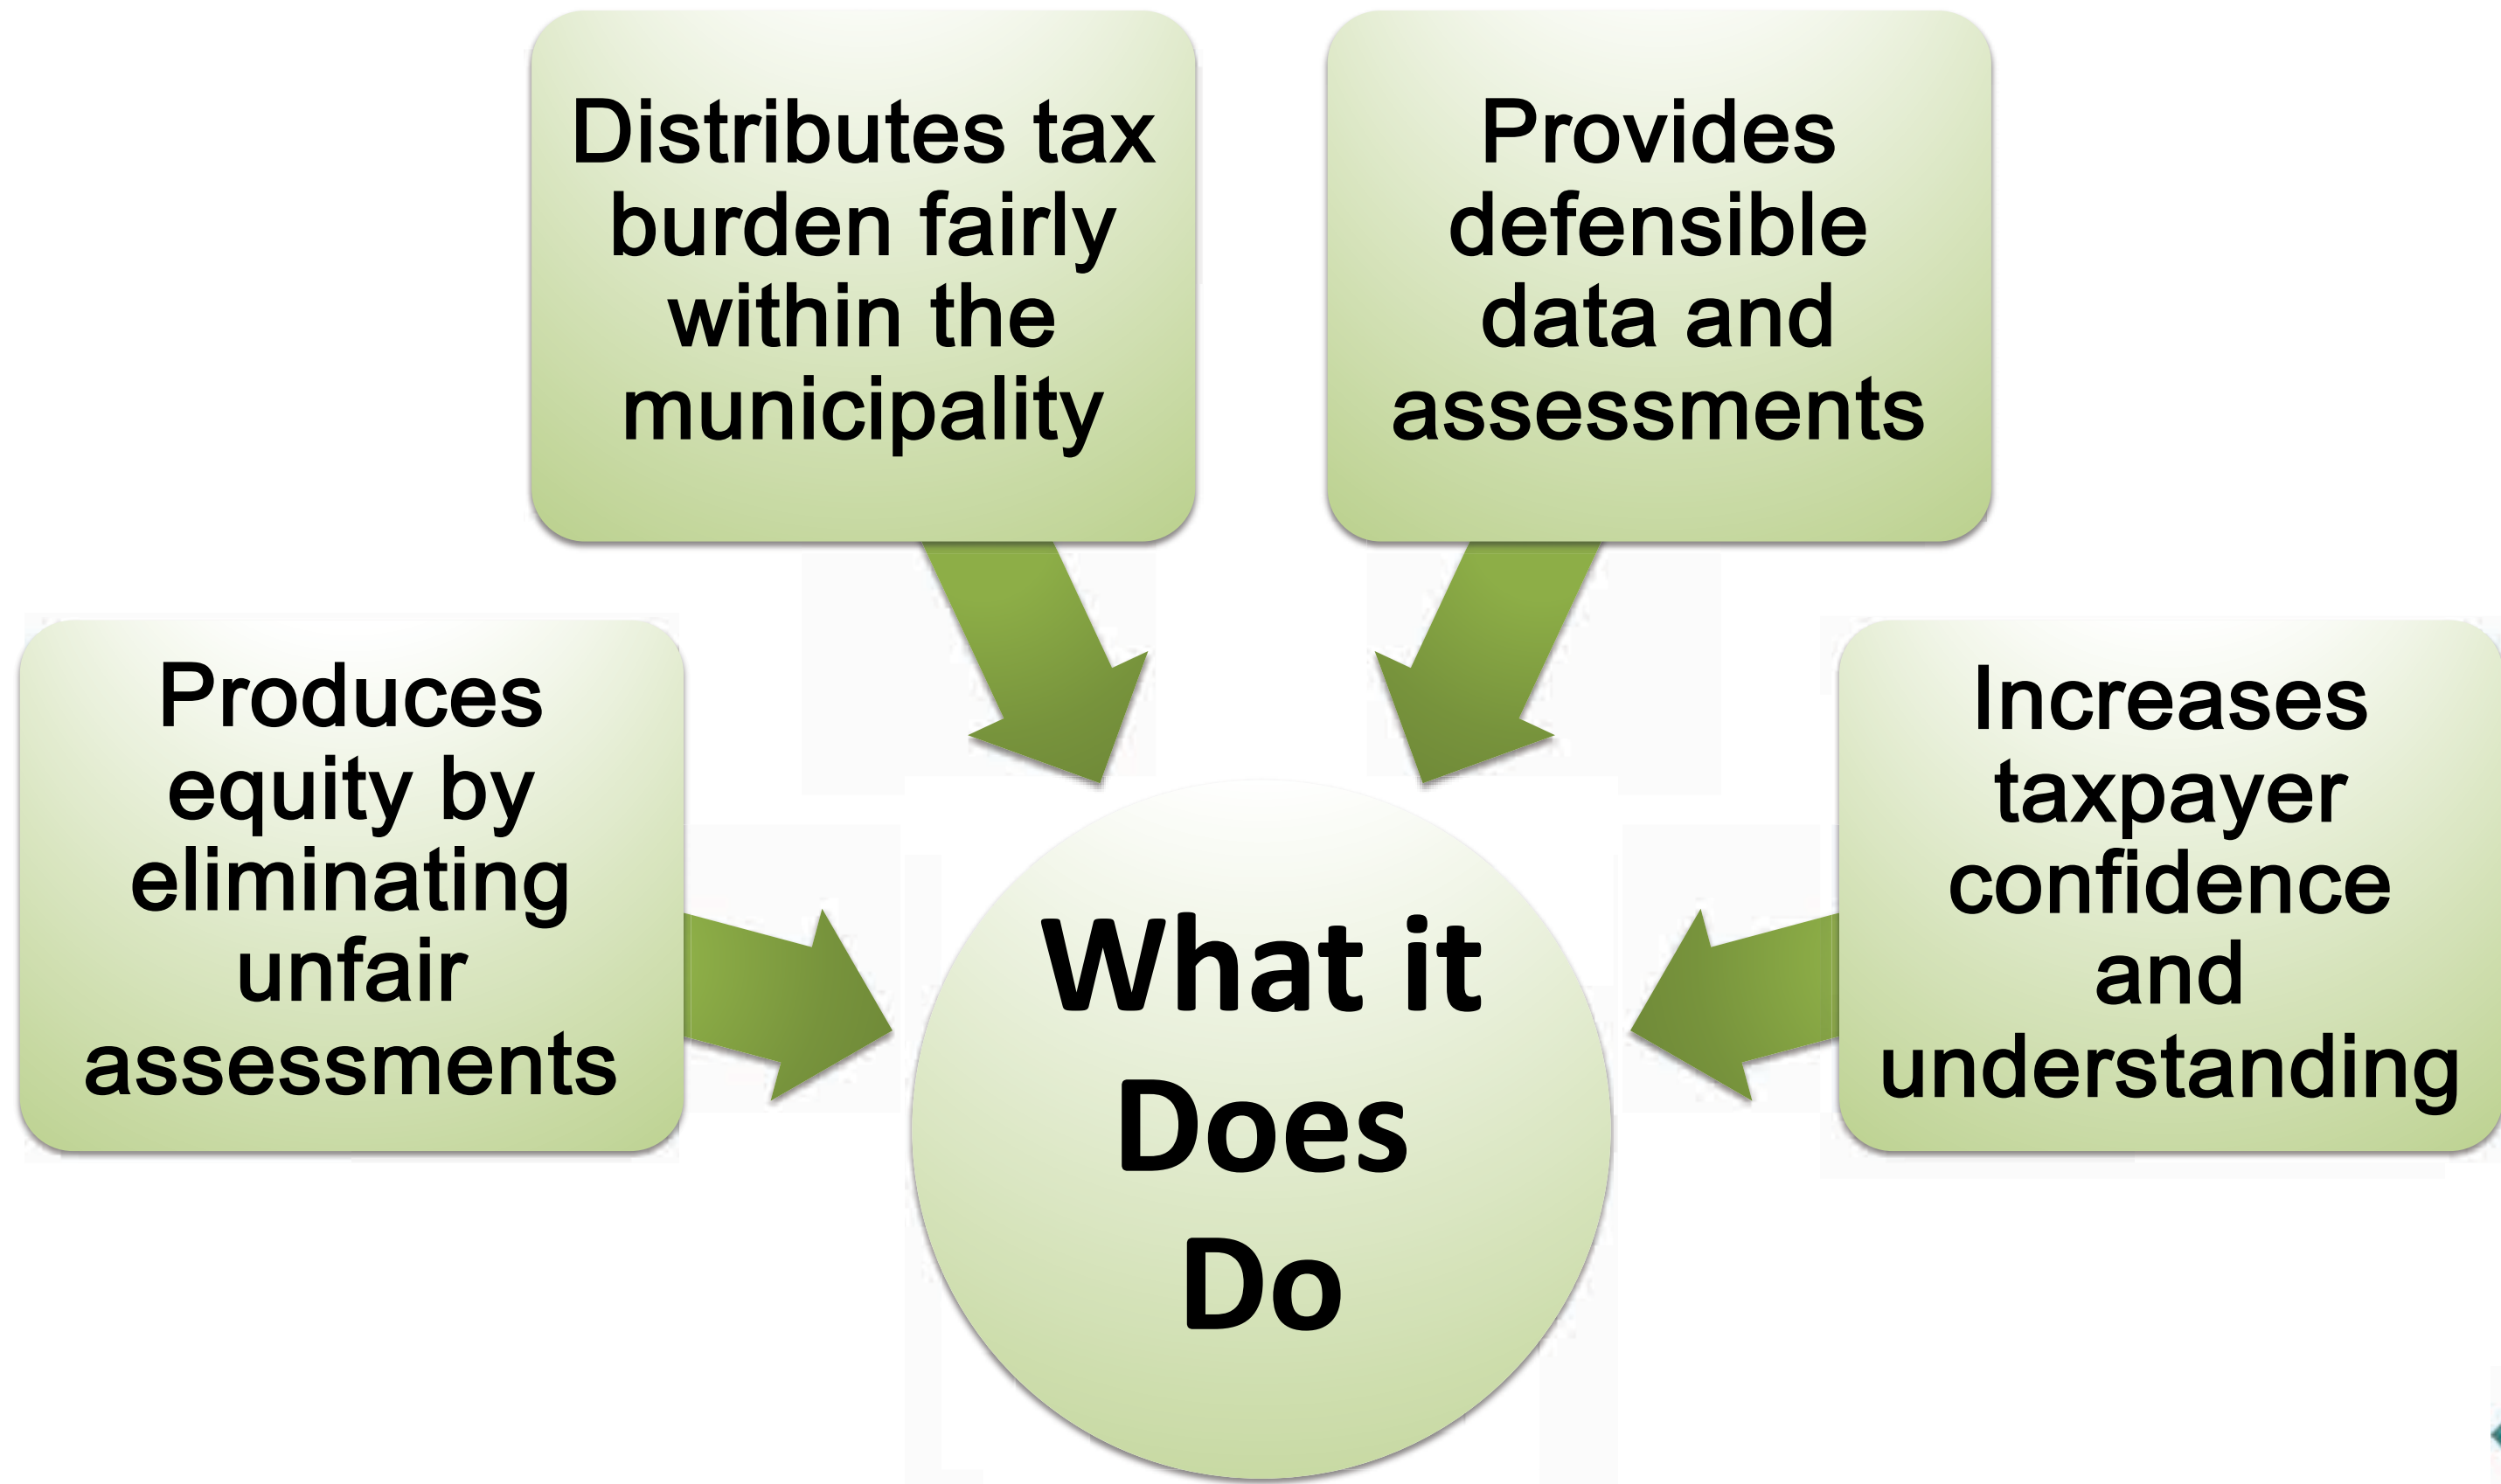 Distributes tax
burden fairly
within the
municipality
Provides
defensible
data and
assessments
Produces
equity by
eliminating
unfair
assessments
Increases
taxpayer
confidence
and
understanding
What it
Does
Do